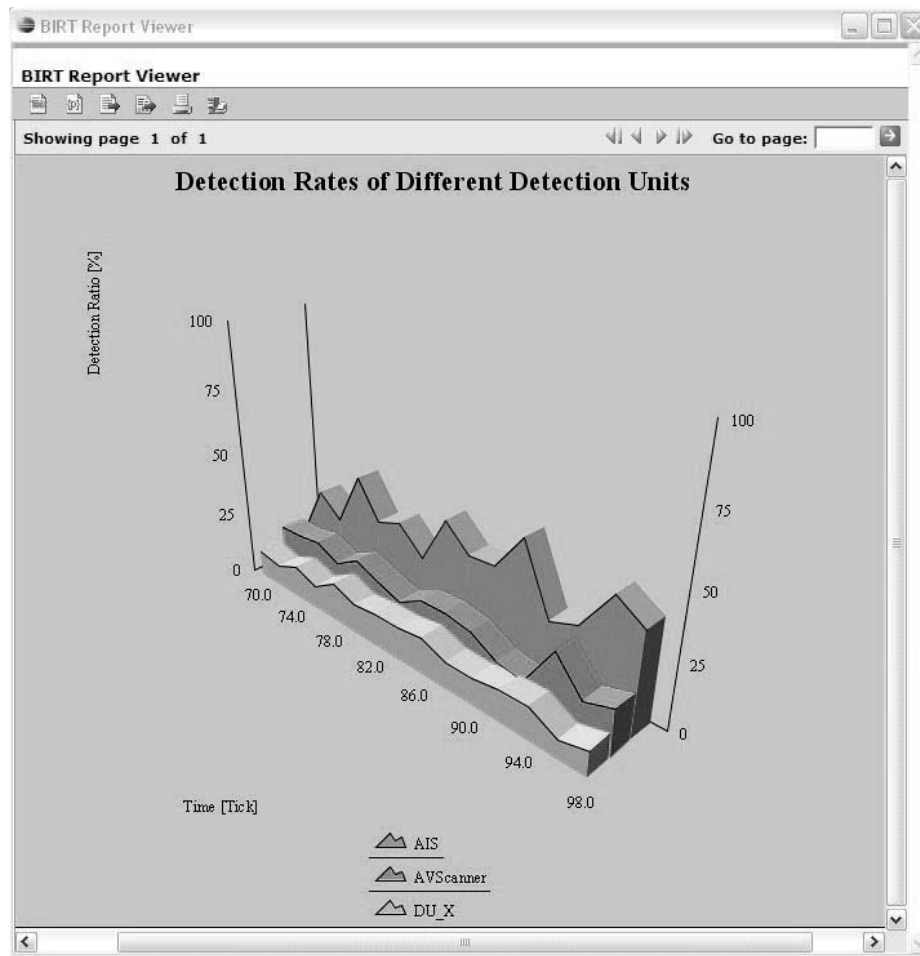 BIRT Report Viewer
BIRT Report Viewer
Showing page 1 of 1
Go to page:
Detection Rates of Different Detection Units
Detection Ratio [%]
100
75
50
25
0
100
75
50
25
0
70.0
74.0
78.0
82.0
86.0
90.0
94.0
98.0
Time [Tick]
AIS
AVScanner
DU_X